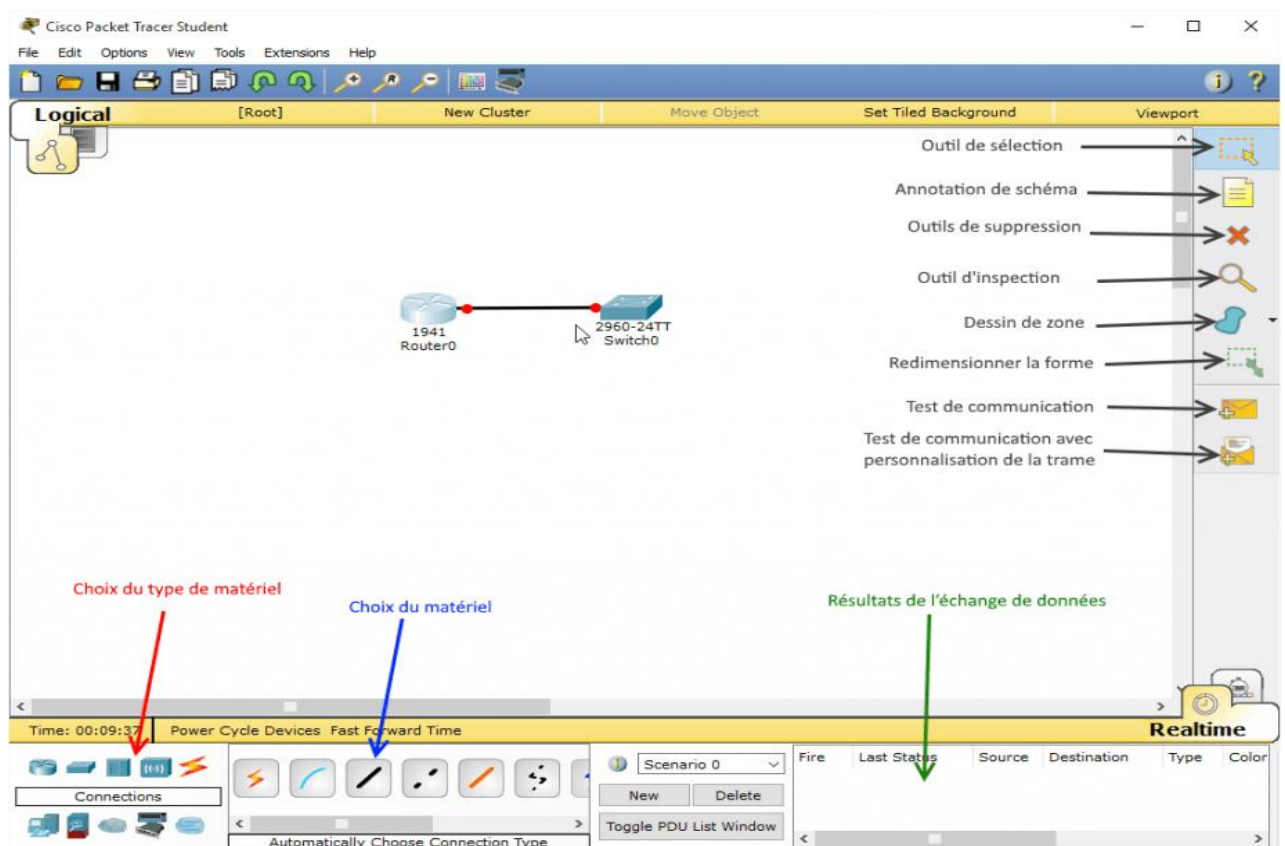 Cisco Packet Tracer Student
File Edit Options View Tools Extensions Help
Logical [Root] New Cluster Move Object Set Tiled Background Viewport
Outil de sélection
Annotation de schéma
Outils de suppression
Outil d'inspection
Dessin de zone
Redimensionner la forme
Test de communication
Test de communication avec
personnalisation de la trame
1941
Router0
2960-24TT
Switch0
Choix du type de matériel
Choix du matériel
Résultats de l'échange de données
Time: 00:09:37 Power Cycle Devices Fast Forward Time Realtime
Connections
Automatically Choose Connection Type
Scenario 0
New Delete
Toggle PDU List Window
Fire Last Status Source Destination Type Color